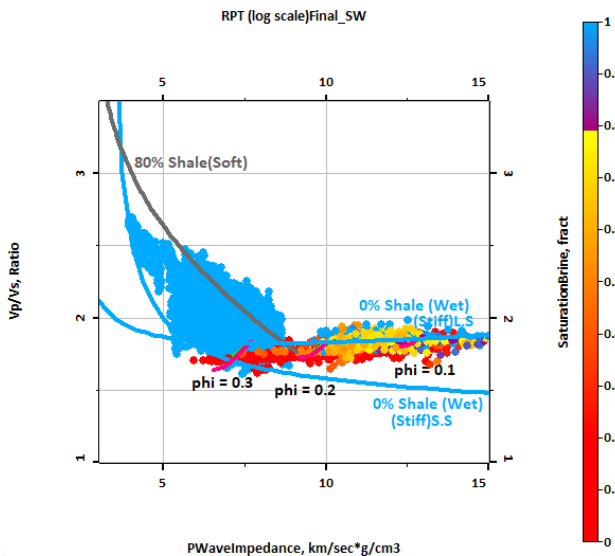 RPT (log scale)Final_SW
5 10 15
3 3
2 2
1 1
80% Shale(Soft)
0% Shale (Wet)
(Stiff)L.S
phi = 0.3
phi = 0.2
phi = 0.1
0% Shale (Wet)
(Stiff)S.S
5 10 15
PWaveImpedance, km/sec*g/cm3
Vp/Vs, Ratio
SaturationBrine, fract
1
0